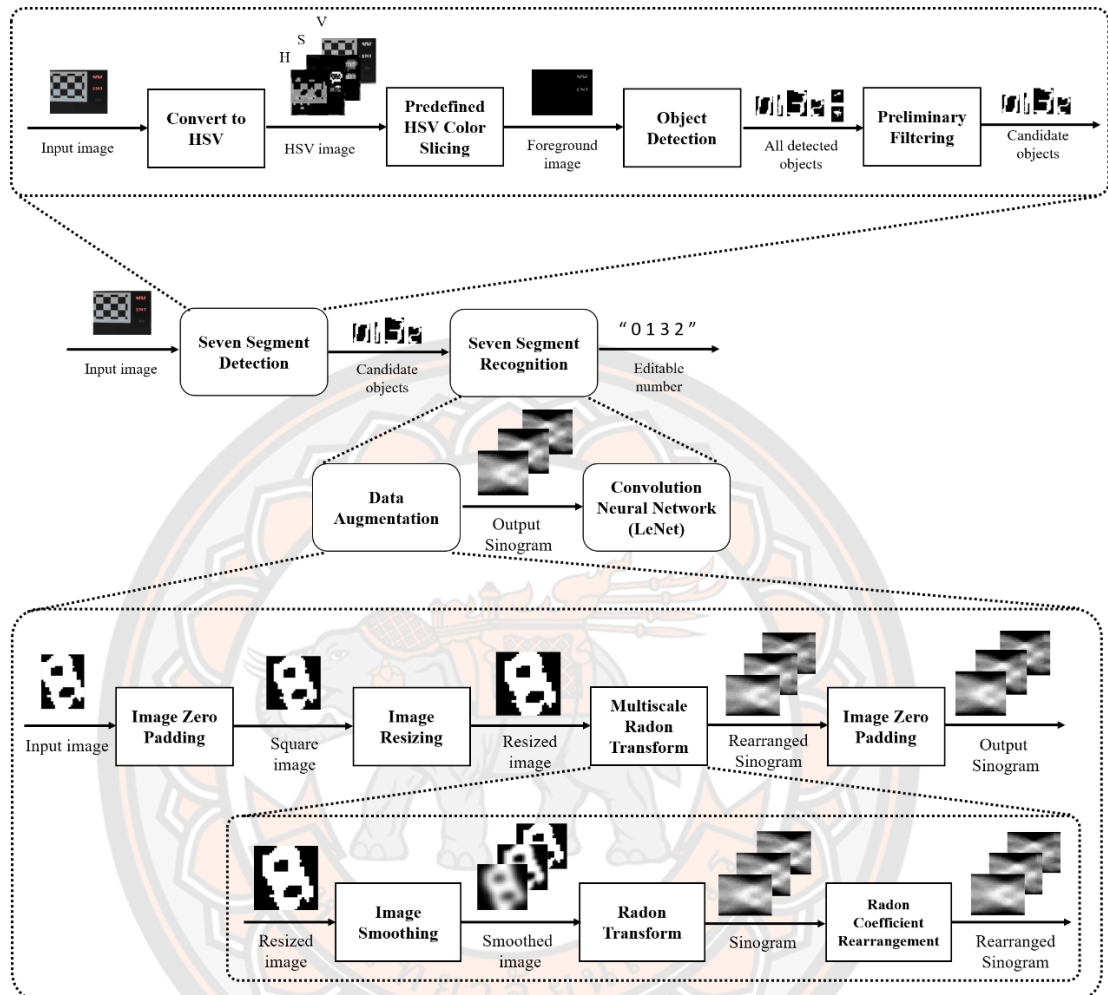 H
S
V
Input image
Convert to
HSV
HSV image
Predefined
HSV Color
Slicing
Foreground
image
Object
Detection
All detected
objects
Preliminary
Filtering
Candidate
objects
Input image
Seven Segment
Detection
Candidate
objects
Seven Segment
Recognition
“ 0 1 3 2 ”
Editable
number
Data
Augmentation
Output
Sinogram
Convolution
Neural Network
(LeNet)
Input image
Image Zero
Padding
Square
image
Image
Resizing
Resized
image
Multiscale
Radon
Transform
Rearranged
Sinogram
Image Zero
Padding
Output
Sinogram
Resized
image
Image
Smoothing
Smoothed
image
Radon
Transform
Sinogram
Radon
Coefficient
Rearrangement
Rearranged
Sinogram